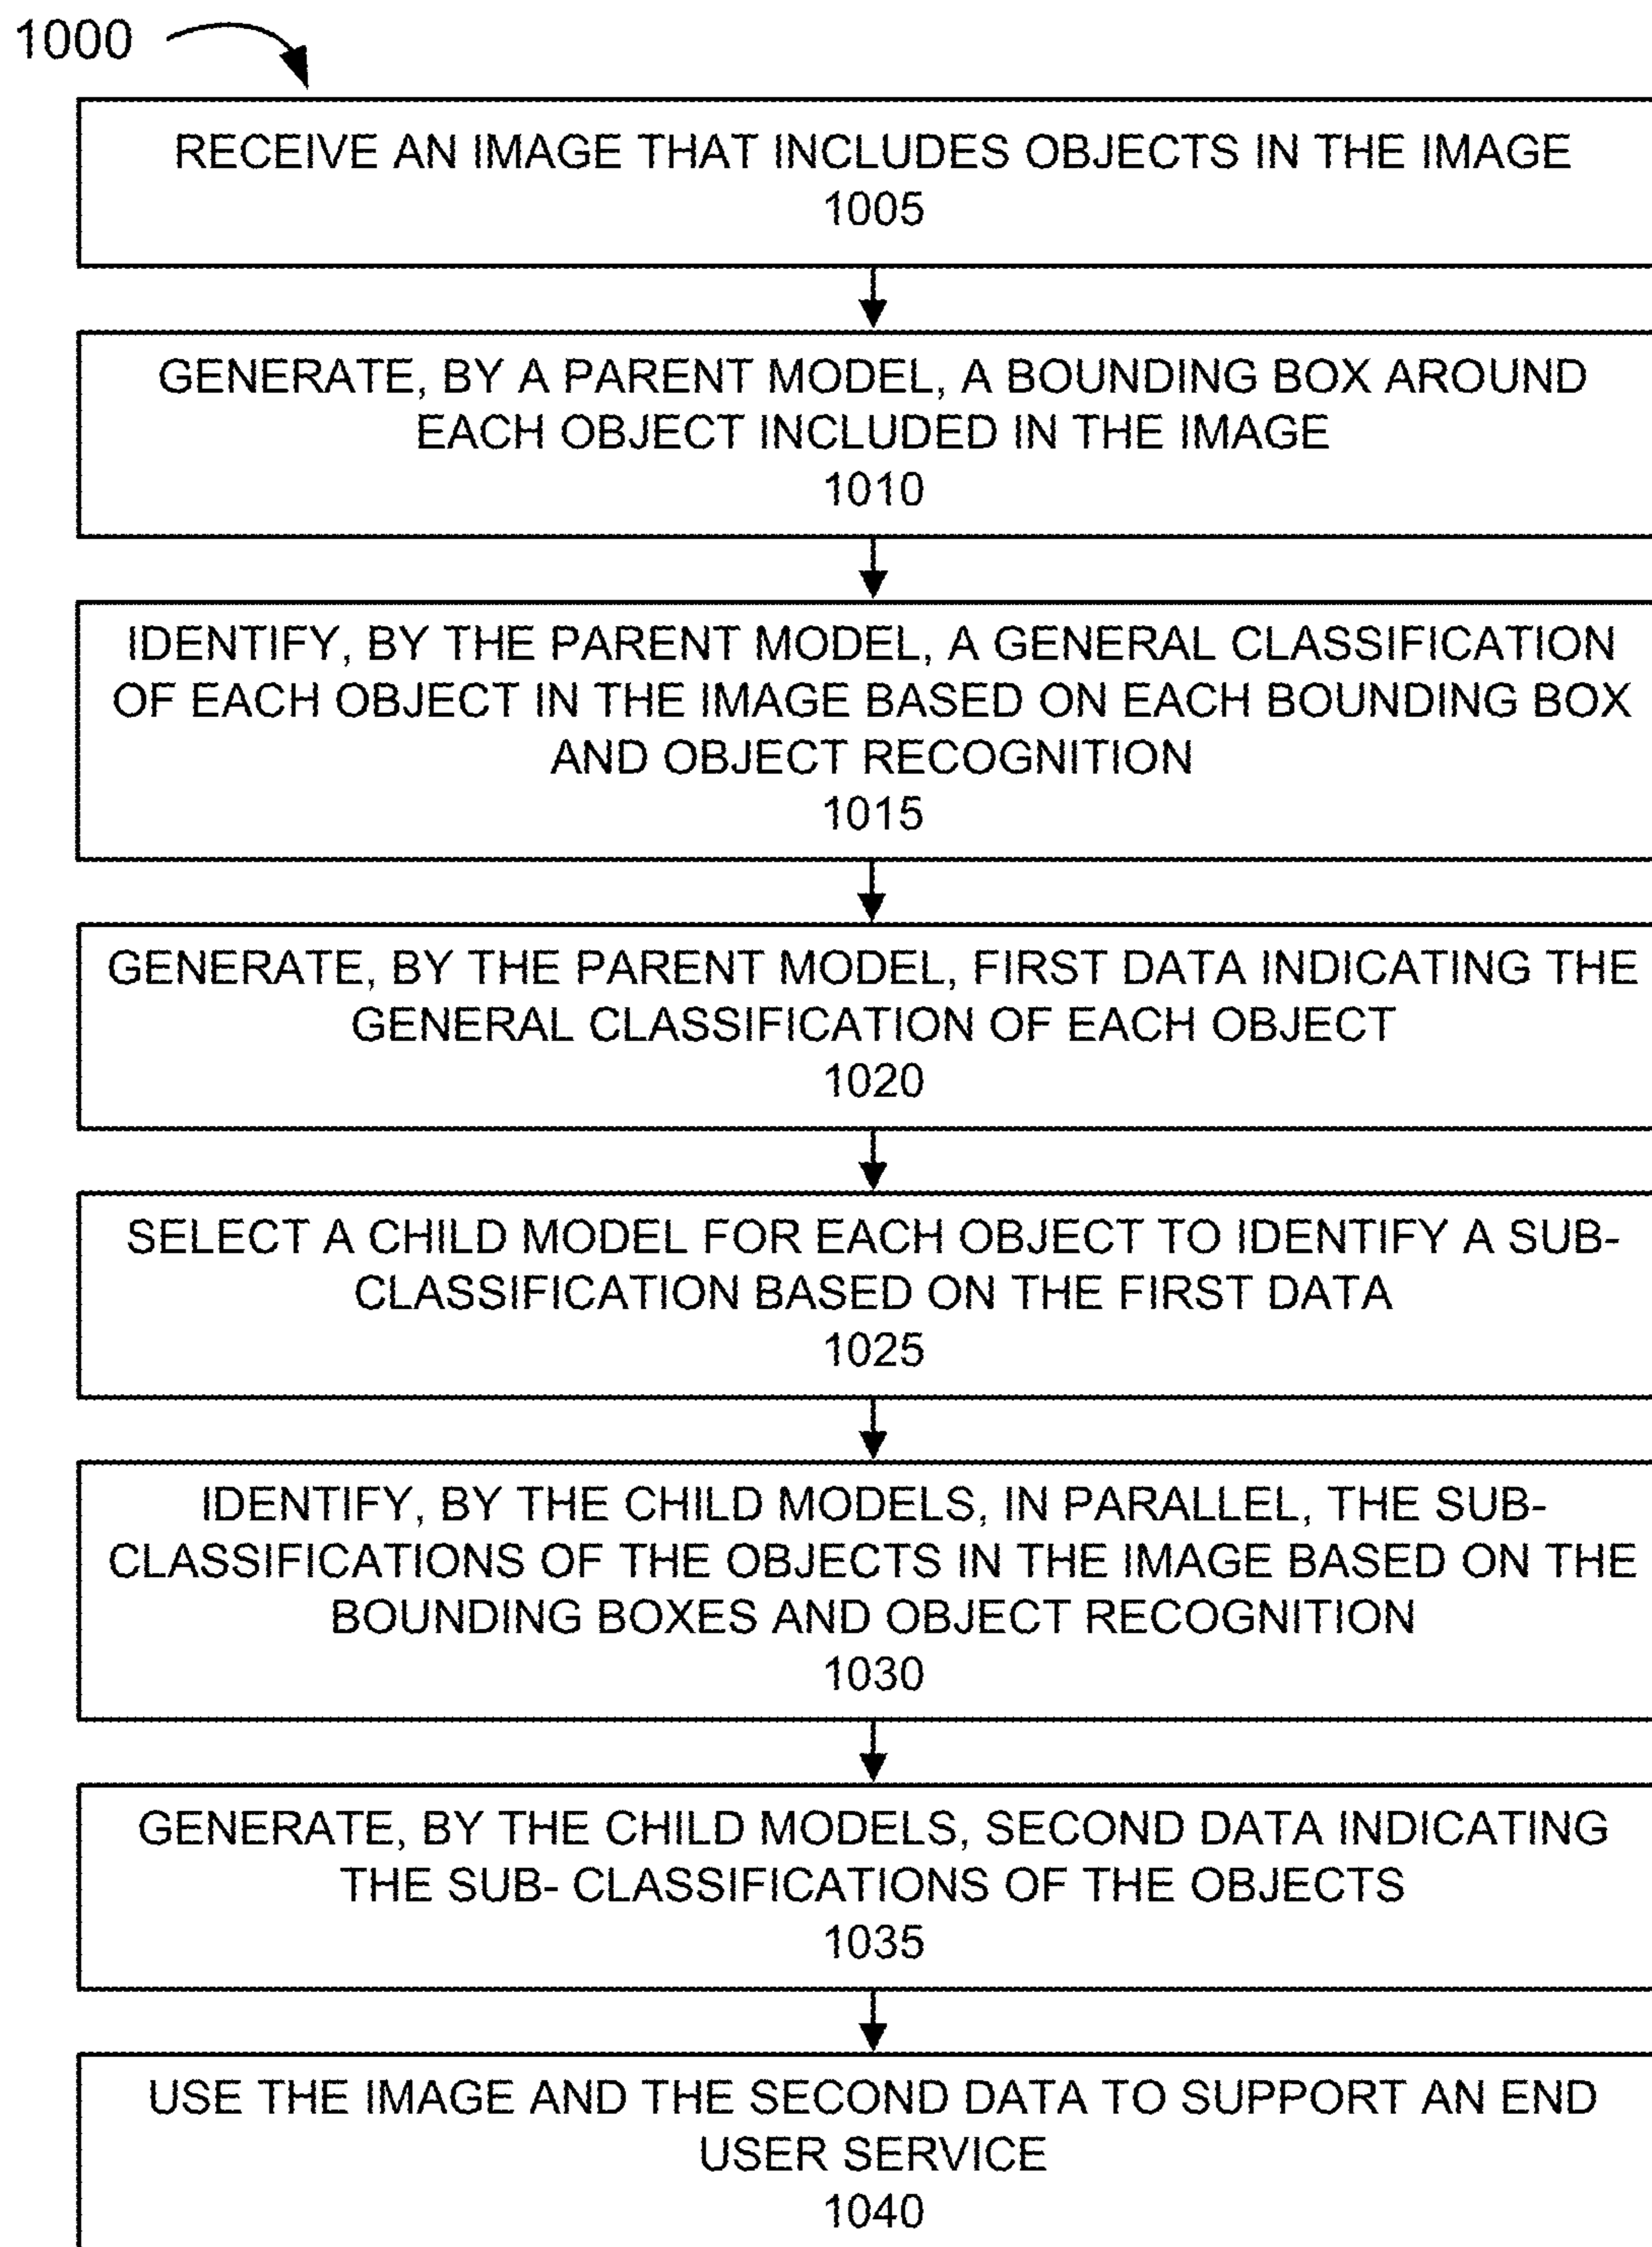 1000
RECEIVE AN IMAGE THAT INCLUDES OBJECTS IN THE IMAGE
1005
GENERATE, BY A PARENT MODEL, A BOUNDING BOX AROUND
EACH OBJECT INCLUDED IN THE IMAGE
1010
IDENTIFY, BY THE PARENT MODEL, A GENERAL CLASSIFICATION
OF EACH OBJECT IN THE IMAGE BASED ON EACH BOUNDING BOX
AND OBJECT RECOGNITION
1015
GENERATE, BY THE PARENT MODEL, FIRST DATA INDICATING THE
GENERAL CLASSIFICATION OF EACH OBJECT
1020
SELECT A CHILD MODEL FOR EACH OBJECT TO IDENTIFY A SUB-
CLASSIFICATION BASED ON THE FIRST DATA
1025
IDENTIFY, BY THE CHILD MODELS, IN PARALLEL, THE SUB-
CLASSIFICATIONS OF THE OBJECTS IN THE IMAGE BASED ON THE
BOUNDING BOXES AND OBJECT RECOGNITION
1030
GENERATE, BY THE CHILD MODELS, SECOND DATA INDICATING
THE SUB- CLASSIFICATIONS OF THE OBJECTS
1035
USE THE IMAGE AND THE SECOND DATA TO SUPPORT AN END
USER SERVICE
1040